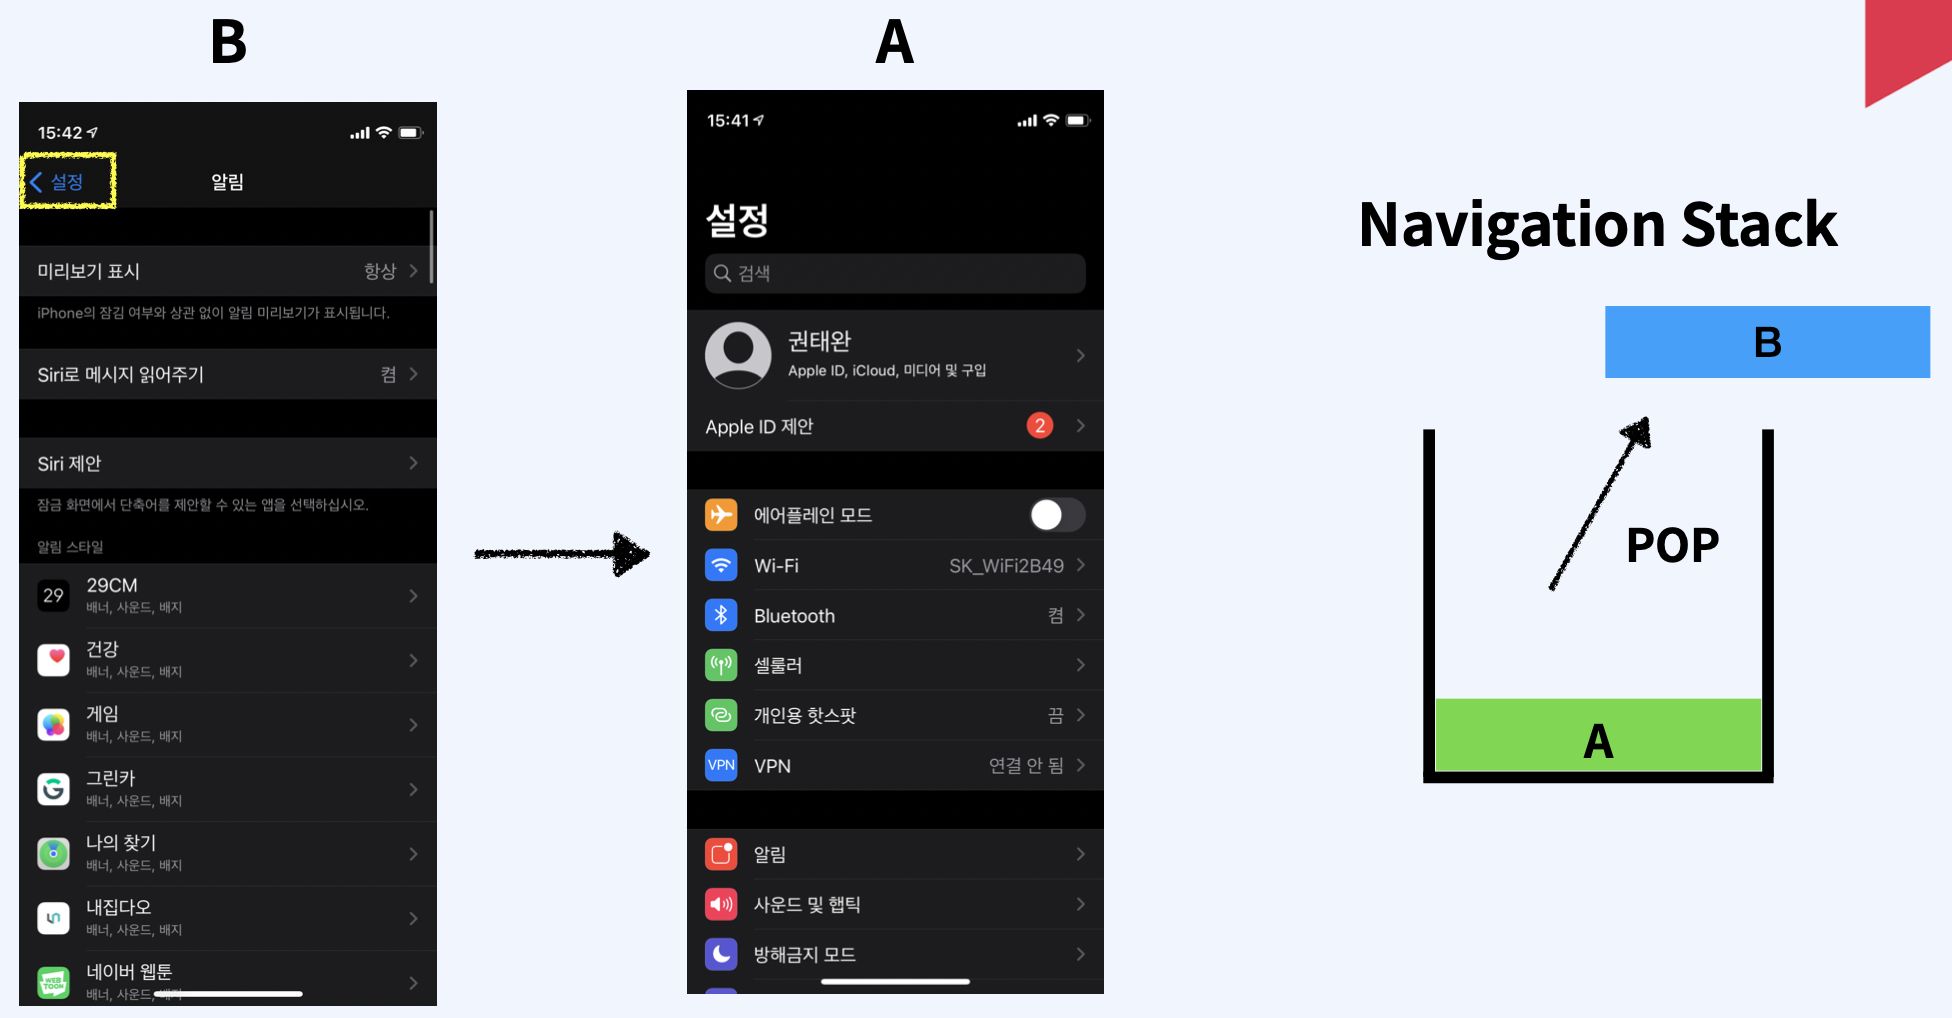 B
15:42
설정
알림
미리보기 표시 항상
iPhone의 잠김 여부와 상관 없이 알림 미리보기가 표시됩니다.
Siri로 메시지 읽어주기 켬
Siri 제안
잠금 화면에서 단축어를 제안할 수 있는 앱을 선택하십시오.
알림 스타일
29
29CM
배너, 사운드, 배지
건강
배너, 사운드, 배지
게임
배너, 사운드, 배지
그린카
배너, 사운드, 배지
나의 찾기
배너, 사운드, 배지
내집다오
배너, 사운드, 배지
WEB
TOON
네이버 웹툰
배너, 사운드, 배지
A
15:41
설정
검색
권태완
Apple ID, iCloud, 미디어 및 구입
Apple ID 제안 2
에어플레인 모드
Wi-Fi SK_WiFi2B49
Bluetooth 켬
셀룰러
개인용 핫스팟 끔
VPN VPN 연결 안 됨
알림
사운드 및 햅틱
방해금지 모드
Navigation Stack
B
POP
A